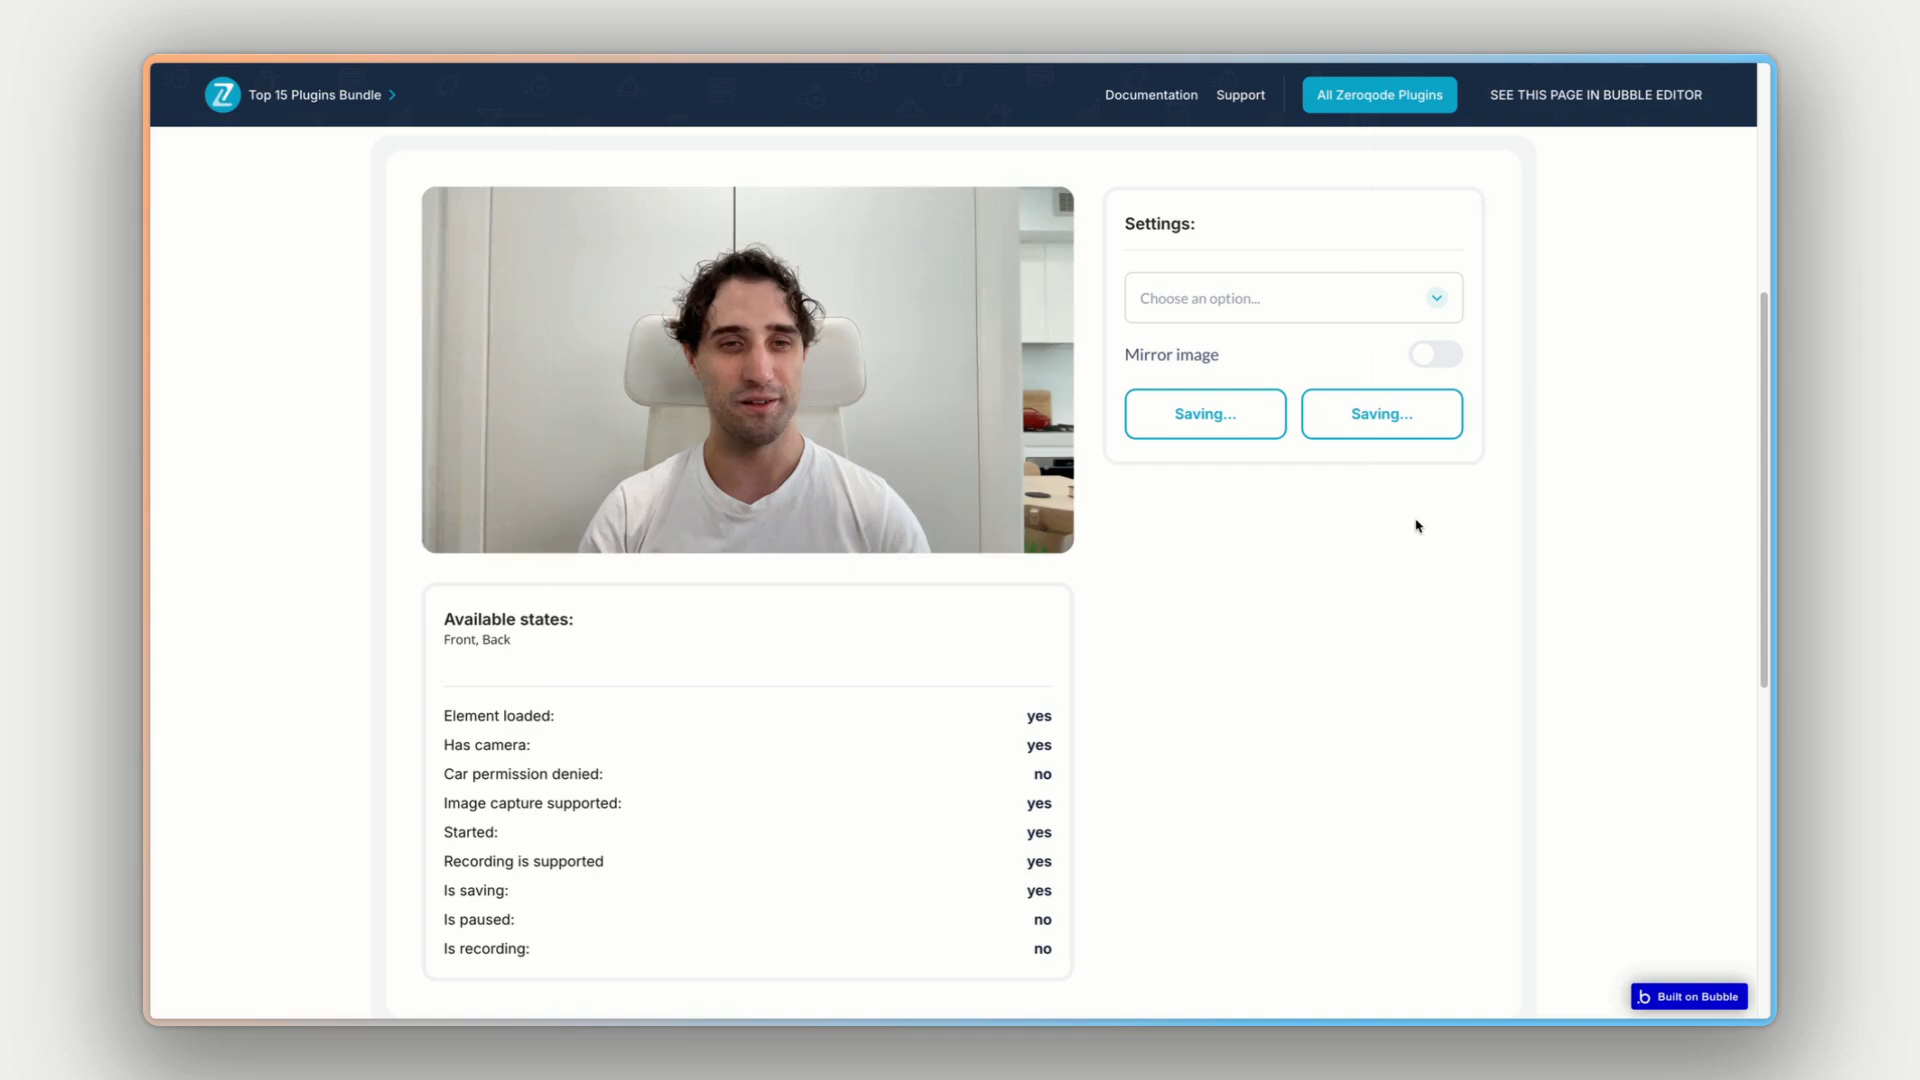 Top 15 Plugins Bundle
Documentation
Support
All Zeroqode Plugins
SEE THIS PAGE IN BUBBLE EDITOR
Settings:
Choose an option...
Mirror image
Saving...
Saving...
Available states:
Front, Back
Element loaded: yes
Has camera: yes
Car permission denied: no
Image capture supported: yes
Started: yes
Recording is supported yes
Is saving: yes
Is paused: no
Is recording: no
b Built on Bubble